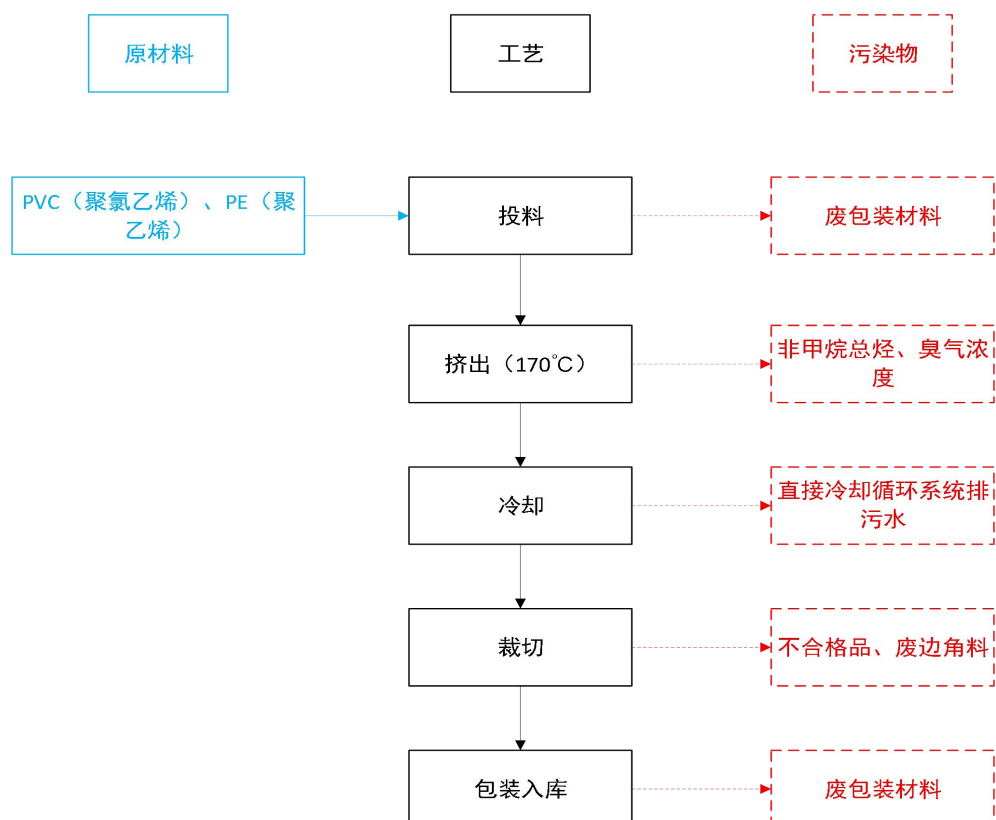 原材料
工艺
污染物
PVC（聚氯乙烯）、PE（聚
乙烯）
投料
废包装材料
挤出（170℃）
非甲烷总烃、臭气浓
度
冷却
直接冷却循环系统排
污水
裁切
不合格品、废边角料
包装入库
废包装材料